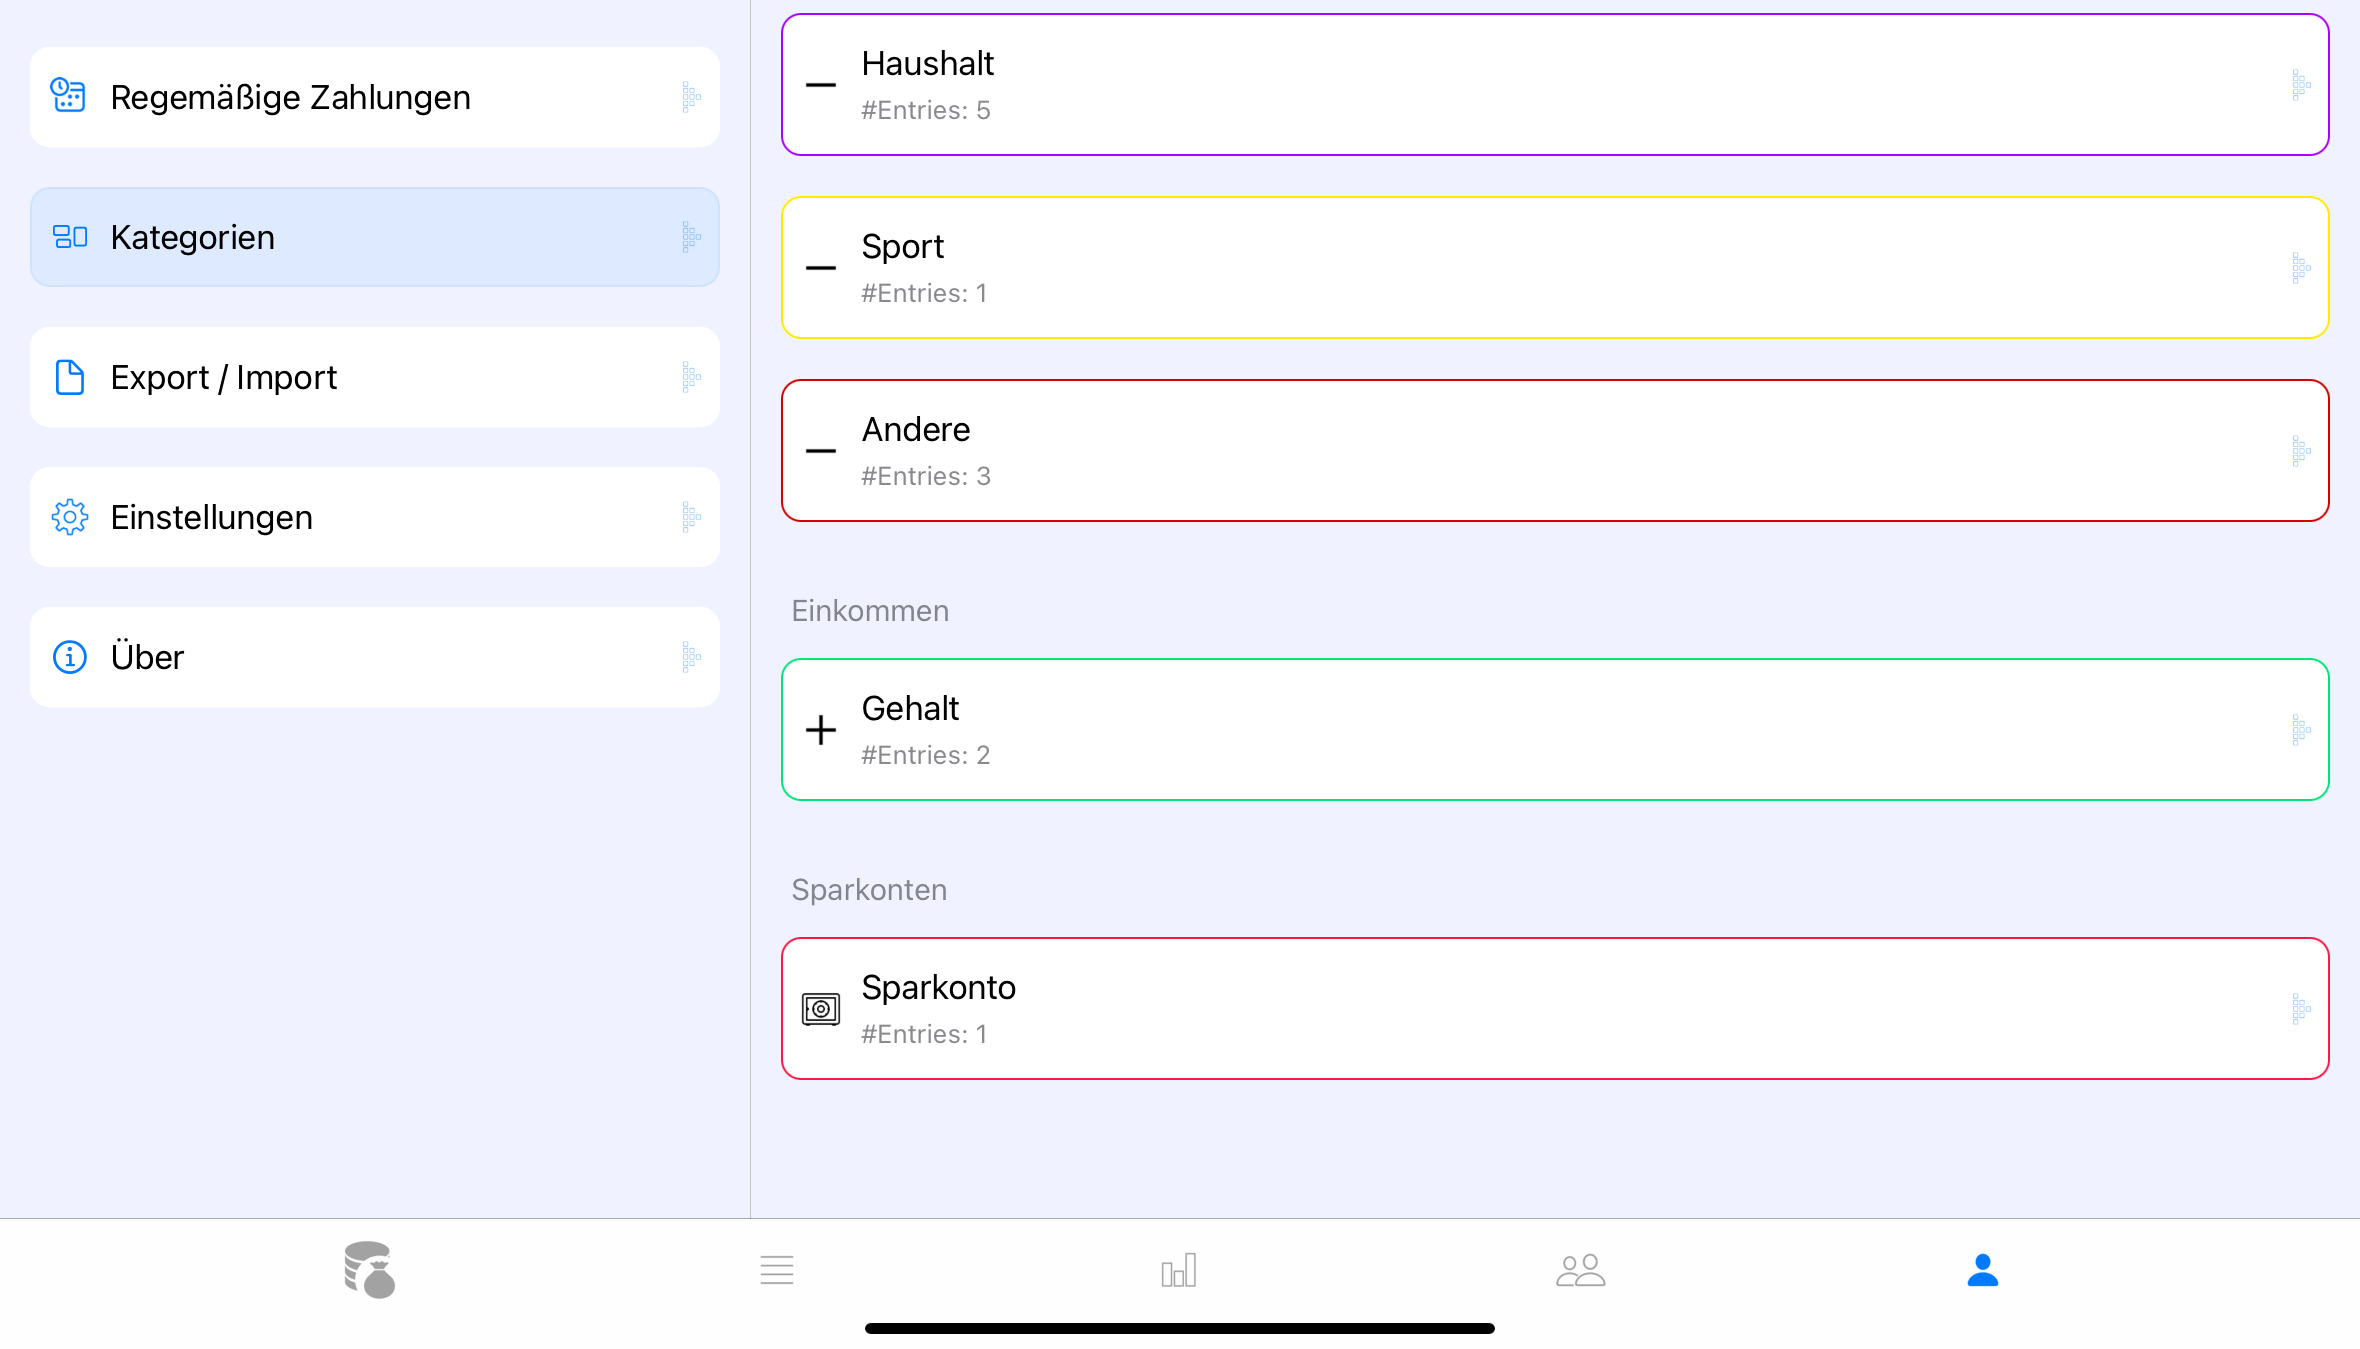 Regemäßige Zahlungen
Kategorien
Export / Import
Einstellungen
Über
Haushalt
#Entries: 5
Sport
#Entries: 1
Andere
#Entries: 3
Einkommen
Gehalt
#Entries: 2
Sparkonten
Sparkonto
#Entries: 1